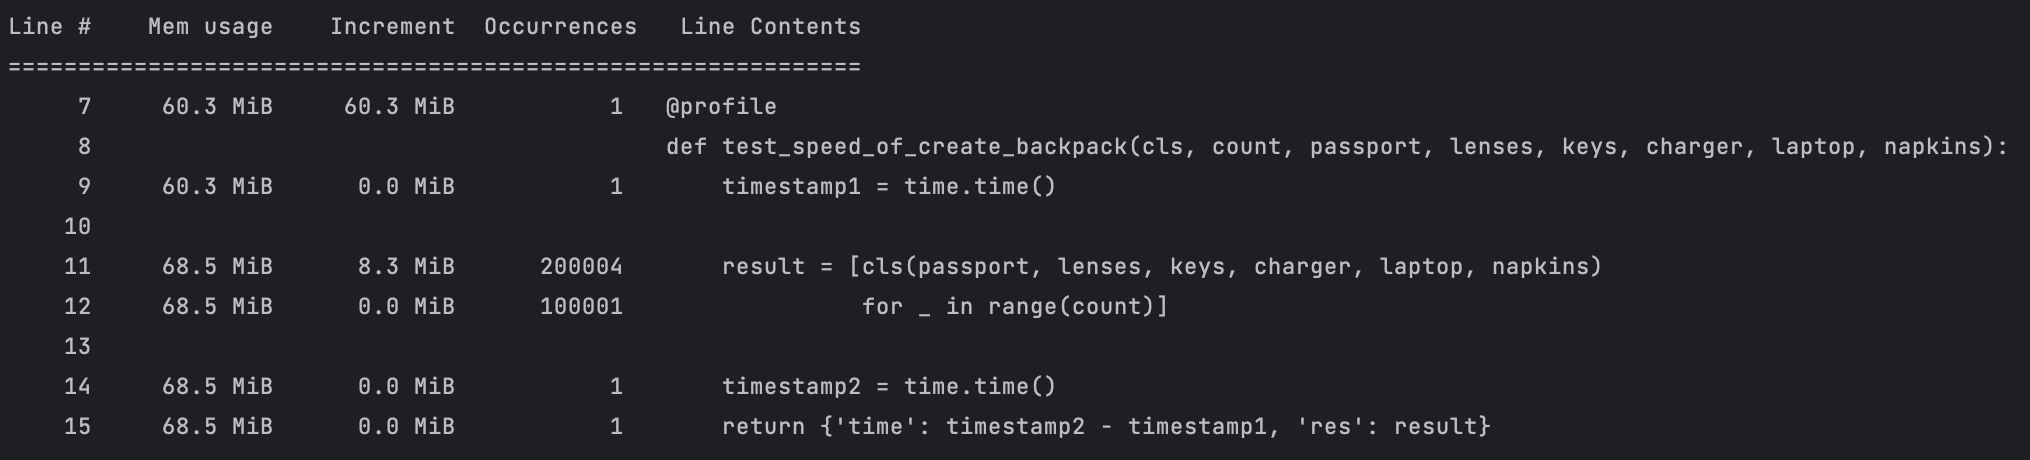 Line #    Mem usage    Increment  Occurrences   Line Contents
=============================================================
     7     60.3 MiB     60.3 MiB           1   @profile
     8                                         def test_speed_of_create_backpack(cls, count, passport, lenses, keys, charger, laptop, napkins):
     9     60.3 MiB      0.0 MiB           1       timestamp1 = time.time()
    10
    11     68.5 MiB      8.3 MiB      200004       result = [cls(passport, lenses, keys, charger, laptop, napkins)
    12     68.5 MiB      0.0 MiB      100001                 for _ in range(count)]
    13
    14     68.5 MiB      0.0 MiB           1       timestamp2 = time.time()
    15     68.5 MiB      0.0 MiB           1       return {'time': timestamp2 - timestamp1, 'res': result}